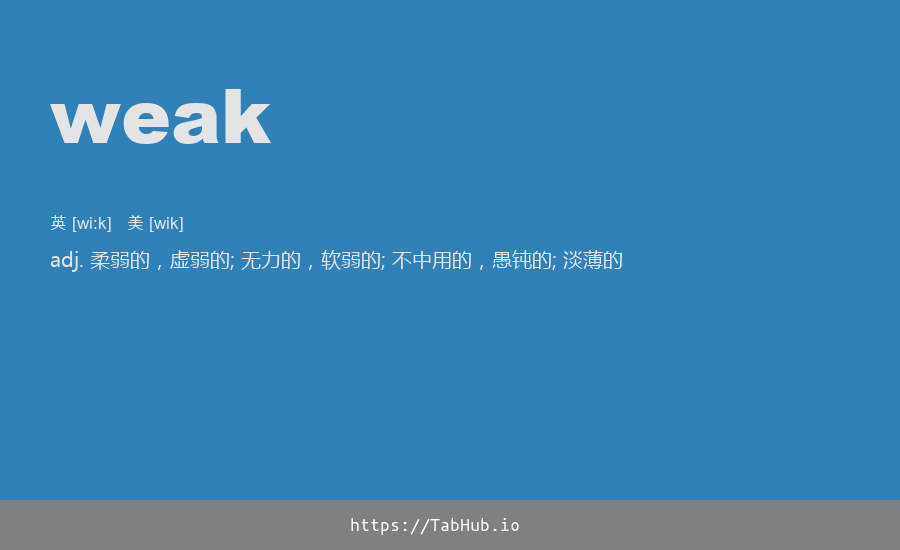 weak
英 [wi:k]   美 [wik]
adj. 柔弱的，虚弱的; 无力的，软弱的; 不中用的，愚钝的; 淡薄的
https://TabHub.io